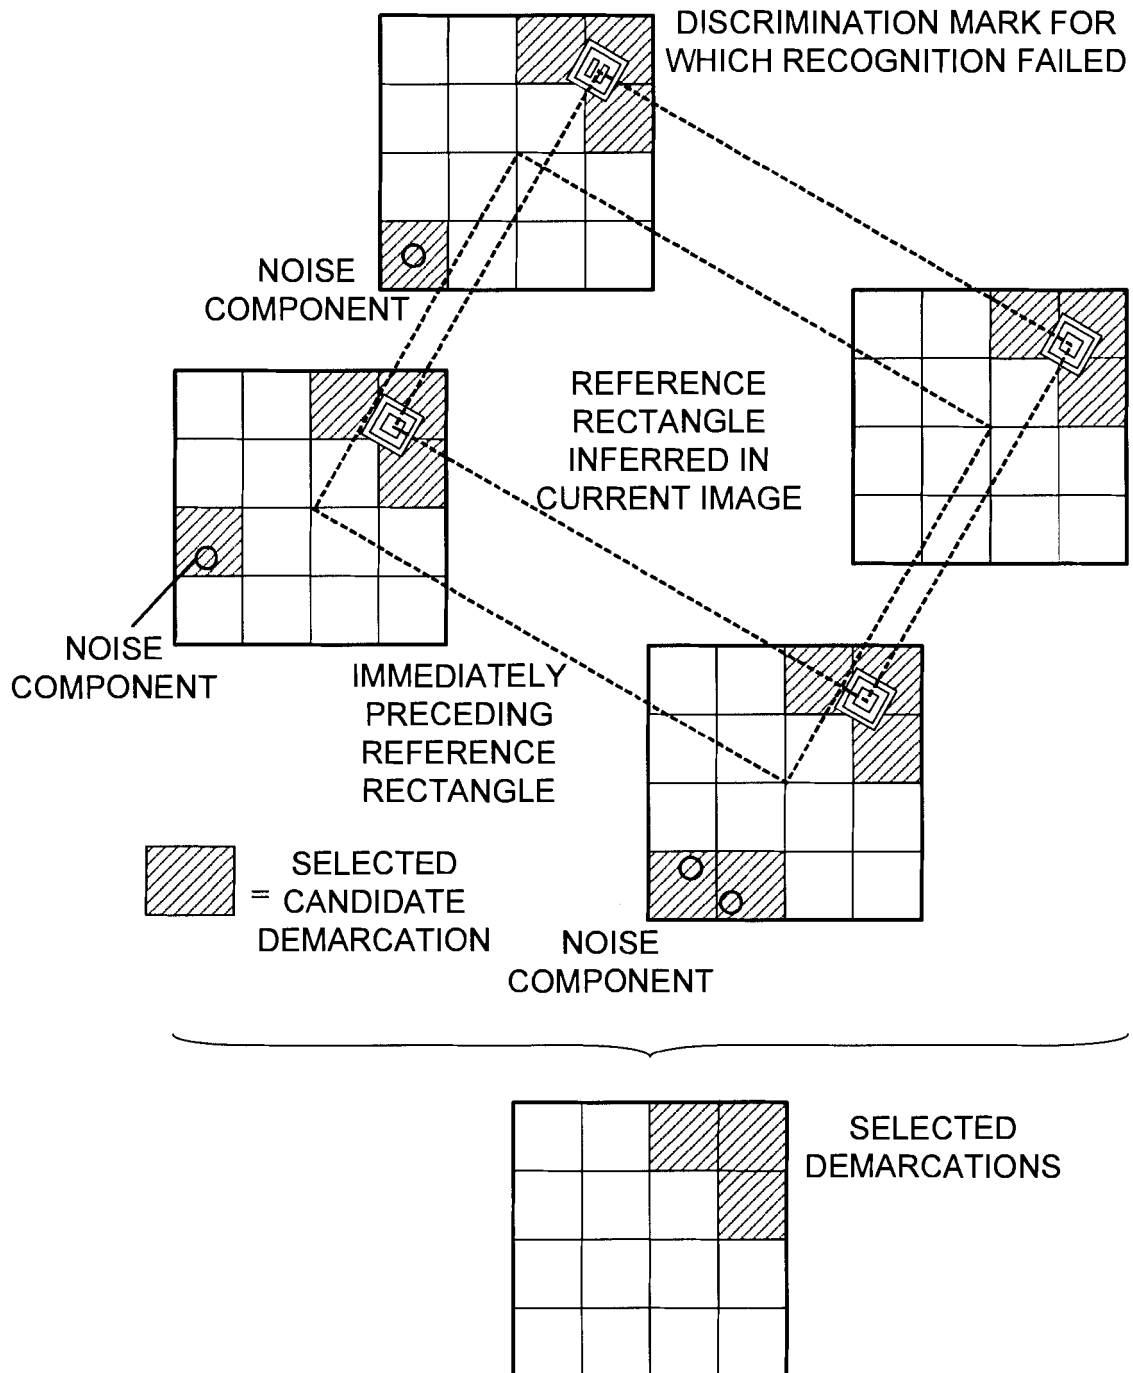 DISCRIMINATION MARK FOR
WHICH RECOGNITION FAILED
NOISE
COMPONENT
REFERENCE
RECTANGLE
INFERRED IN
CURRENT IMAGE
NOISE
COMPONENT
IMMEDIATELY
PRECEDING
REFERENCE
RECTANGLE
SELECTED
= CANDIDATE
DEMARCATION
NOISE
COMPONENT
SELECTED
DEMARCATIONS